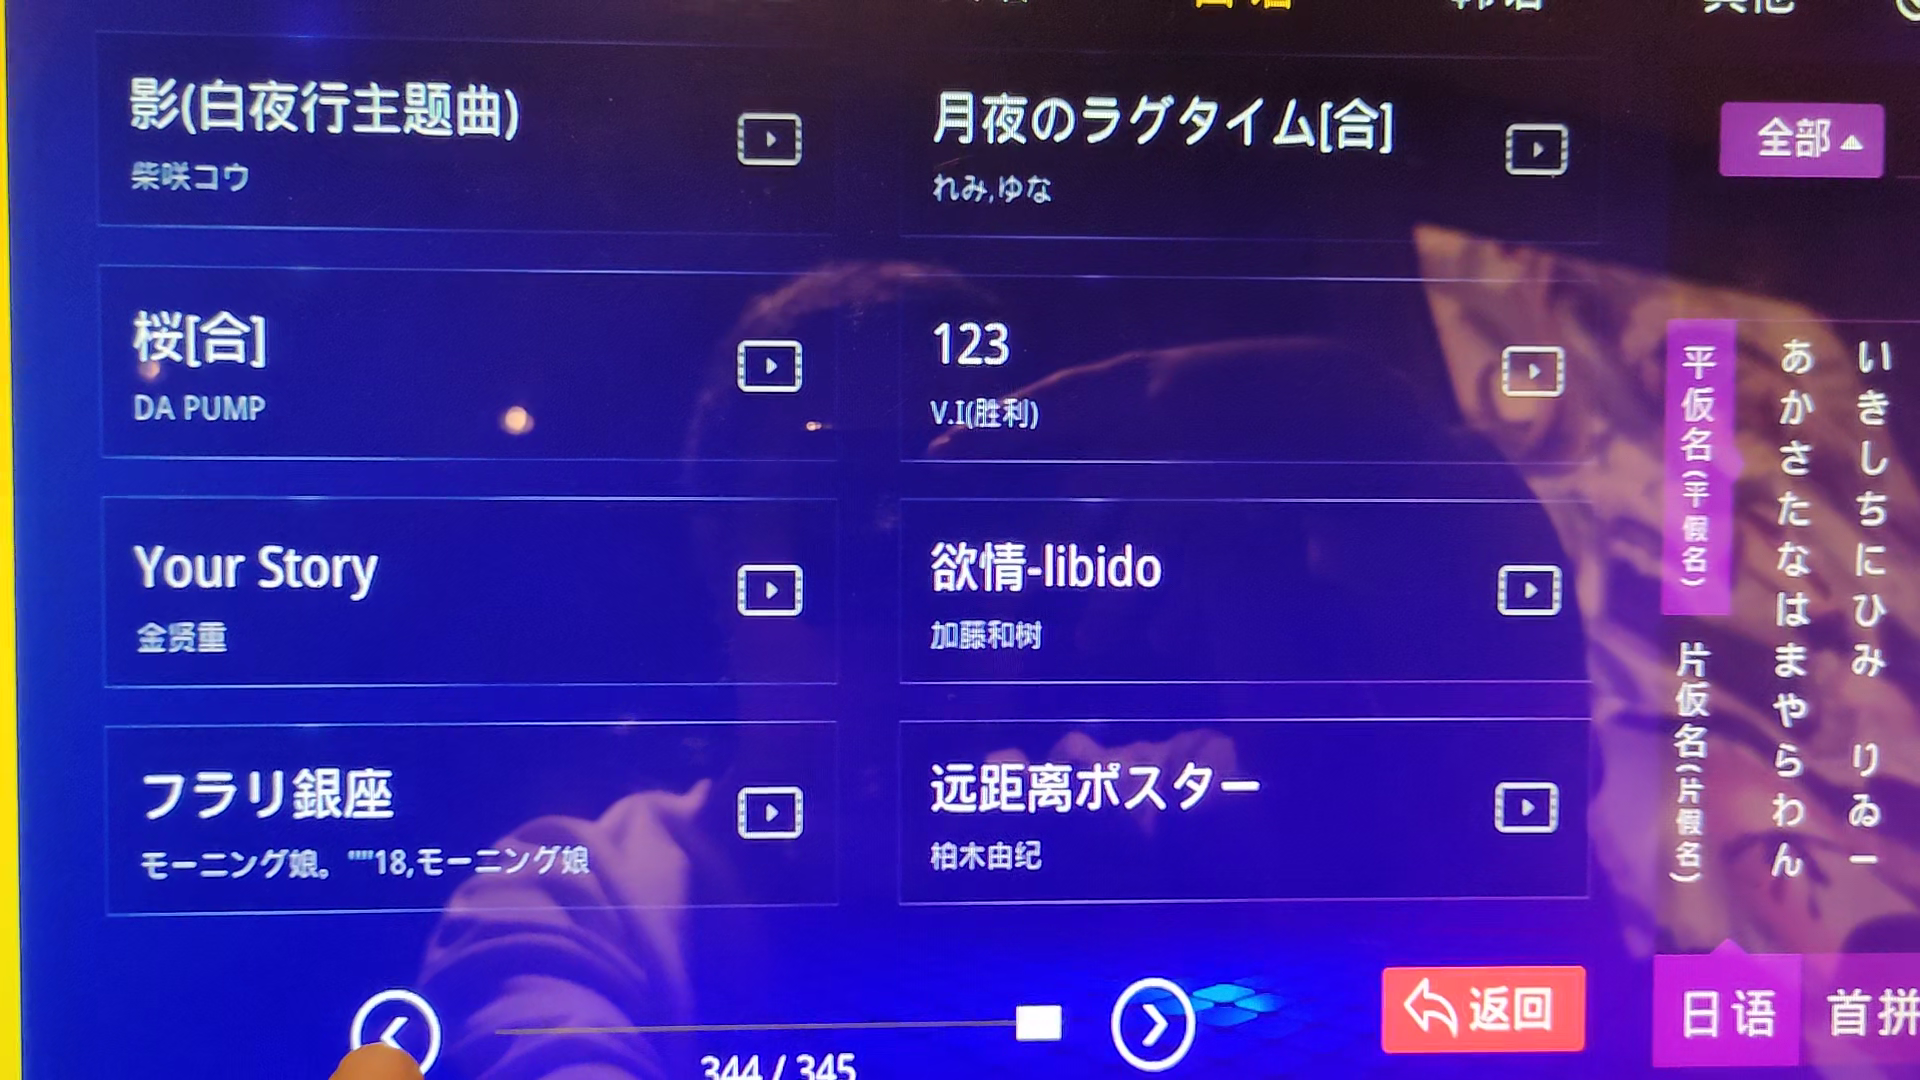 日语
韩语
其他
影(白夜行主题曲)
柴咲コウ
月夜のラグタイム[合]
れみ,ゆな
全部
桜[合]
DA PUMP
123
V.I(胜利)
Your Story
金贤重
欲情-libido
加藤和树
フラリ銀座
モーニング娘。""18,モーニング娘
远距离ポスター
柏木由纪
平仮名(平假名)
片仮名(片假名)
あかさたなはまやらわん
いきしちにひみ りゐー
344 / 345
返回
日语
首拼